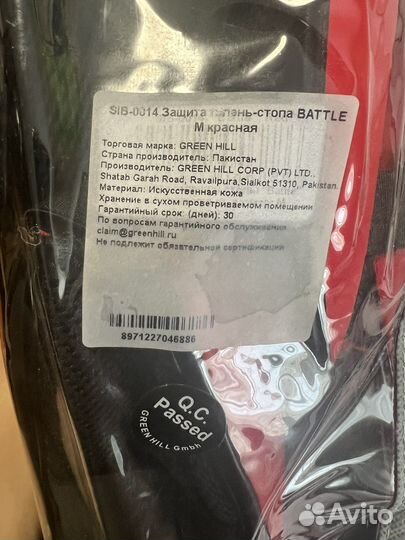 SIB-0014 Защита голень-стопа BATTLE
M красная
Торговая марка: GREEN HILL
Страна производитель: Пакистан
Производитель: GREEN HILL CORP (PVT) LTD.,
Shatab Garah Road, Ravailpura,Sialkot 51310, Pakistan.
Материал: Искусственная кожа
Хранение в сухом проветриваемом помещении
Гарантийный срок (дней): 30
По вопросам гарантийного обслуживания
claim@greenhill.ru
Не подлежит обязательной сертификации
8971227046886
Q.C.
Passed
GREEN HILL GmbH
Avito